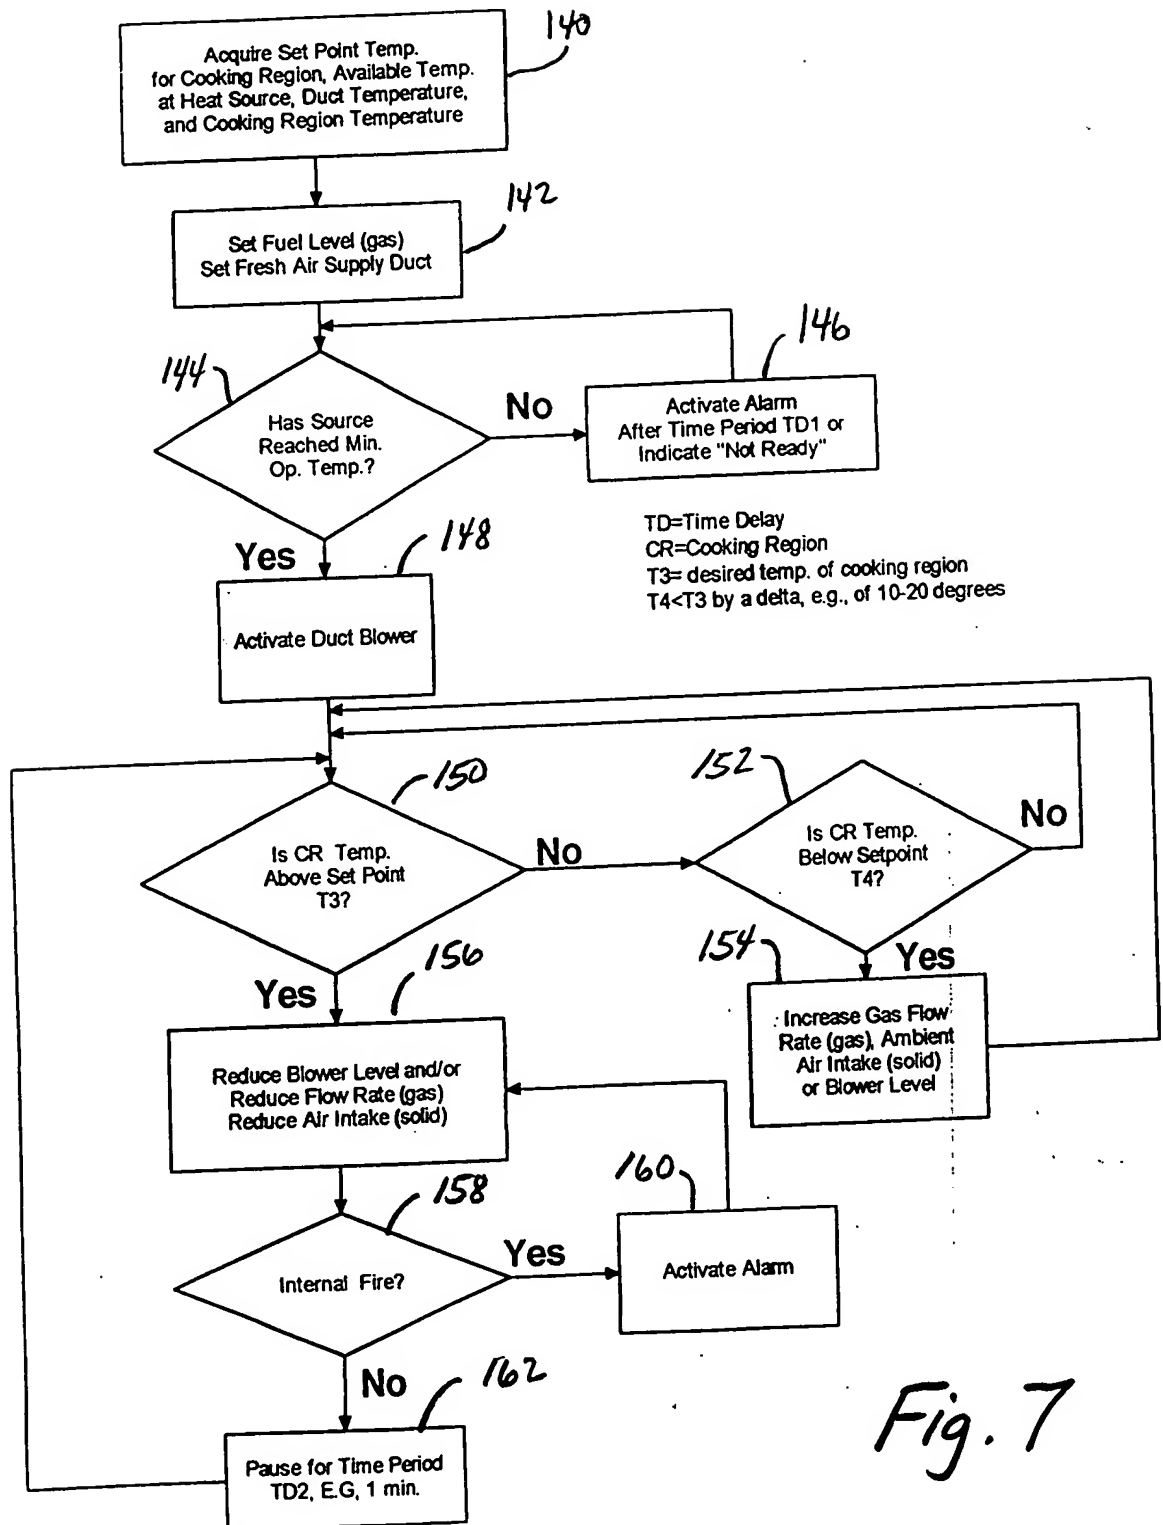 140
Acquire Set Point Temp.
for Cooking Region, Available Temp.
at Heat Source, Duct Temperature,
and Cooking Region Temperature
142
Set Fuel Level (gas)
Set Fresh Air Supply Duct
146
144
Has Source
Reached Min.
Op. Temp.?
No
Activate Alarm
After Time Period TD1 or
Indicate "Not Ready"
TD=Time Delay
CR=Cooking Region
T3= desired temp. of cooking region
T4<T3 by a delta, e.g., of 10-20 degrees
Yes
148
Activate Duct Blower
150
Is CR Temp.
Above Set Point
T3?
No
152
Is CR Temp.
Below Setpoint
T4?
No
Yes
156
154
Yes
Increase Gas Flow
Rate (gas), Ambient
Air Intake (solid)
or Blower Level
Reduce Blower Level and/or
Reduce Flow Rate (gas)
Reduce Air Intake (solid)
158
Internal Fire?
Yes
160
Activate Alarm
No
162
Pause for Time Period
TD2, E.G, 1 min.
Fig. 7